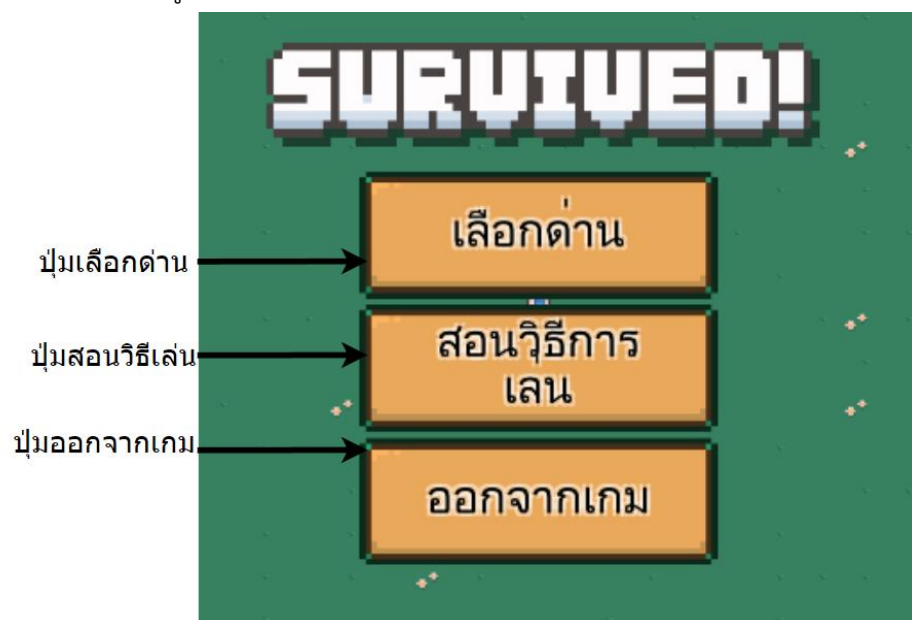 SURVIVED!
เลือกด่าน
ปุ่มเลือกด่าน
สอนวิธีการ
เลน
ปุ่มสอนวิธีเล่น
ปุ่มออกจากเกม
ออกจากเกม